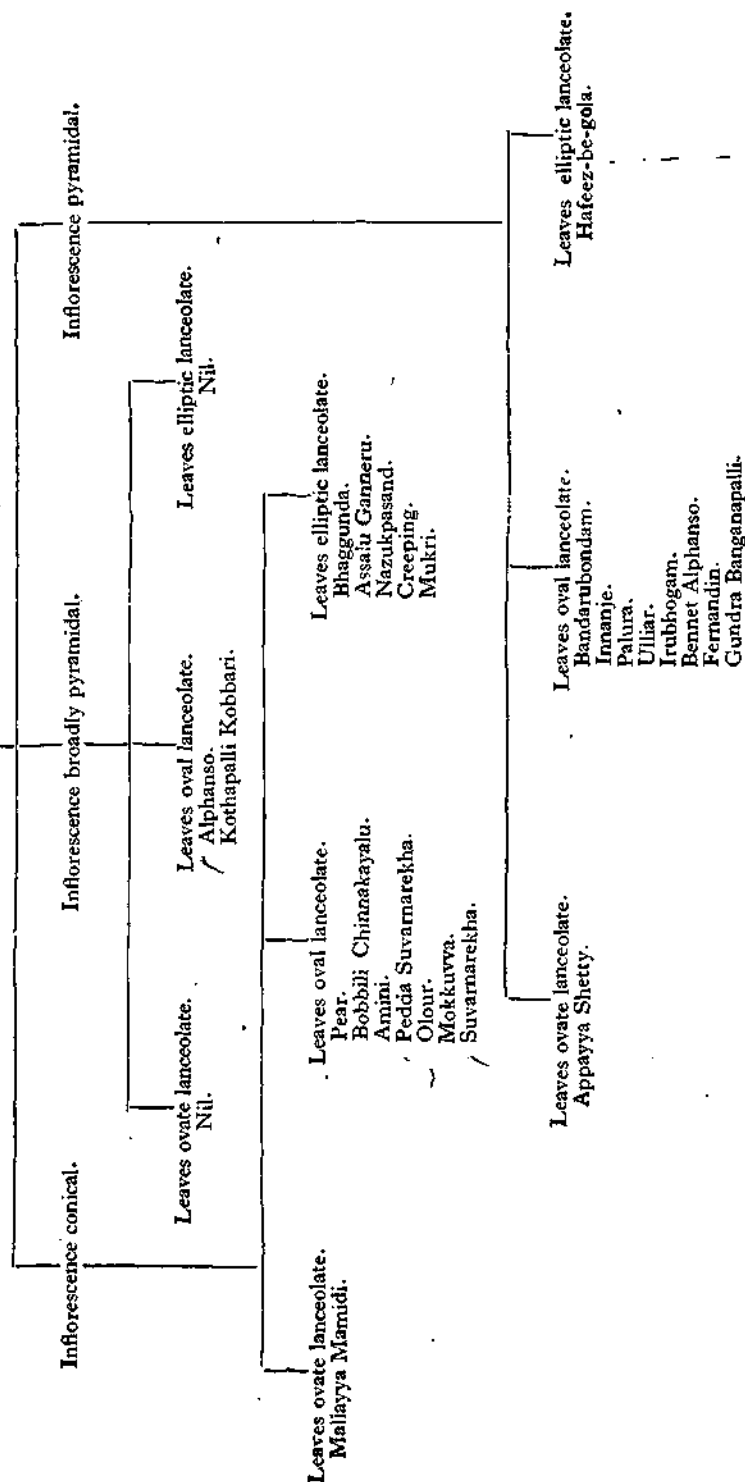 Inflorescence conical.
Inflorescence broadly pyramidal.
Inflorescence pyramidal.
Leaves ovate lanceolate.
Nil.
Leaves oval lanceolate.
Alphanso.
Kothapalli Kobbari.
Leaves elliptic lanceolate.
Nil.
Leaves ovate lanceolate.
Maliayya Mamidi.
Leaves oval lanceolate.
Pear.
Bobbili Chinnakayalu.
Amini.
Pedda Suvarnarekha.
Olour.
Mokkuvva.
Suvarnarekha.
Leaves elliptic lanceolate.
Bhaggunda.
Assalu Ganneru.
Nazukpasand.
Creeping.
Mukri.
Leaves ovate lanceolate.
Appayya Shetty.
Leaves oval lanceolate.
Bandarubondam.
Innanje.
Palura.
Ulliar.
Irubhogam.
Bennet Alphanso.
Fernandin.
Gundra Banganapalli.
Leaves elliptic lanceolate.
Hafeez-be-gola.